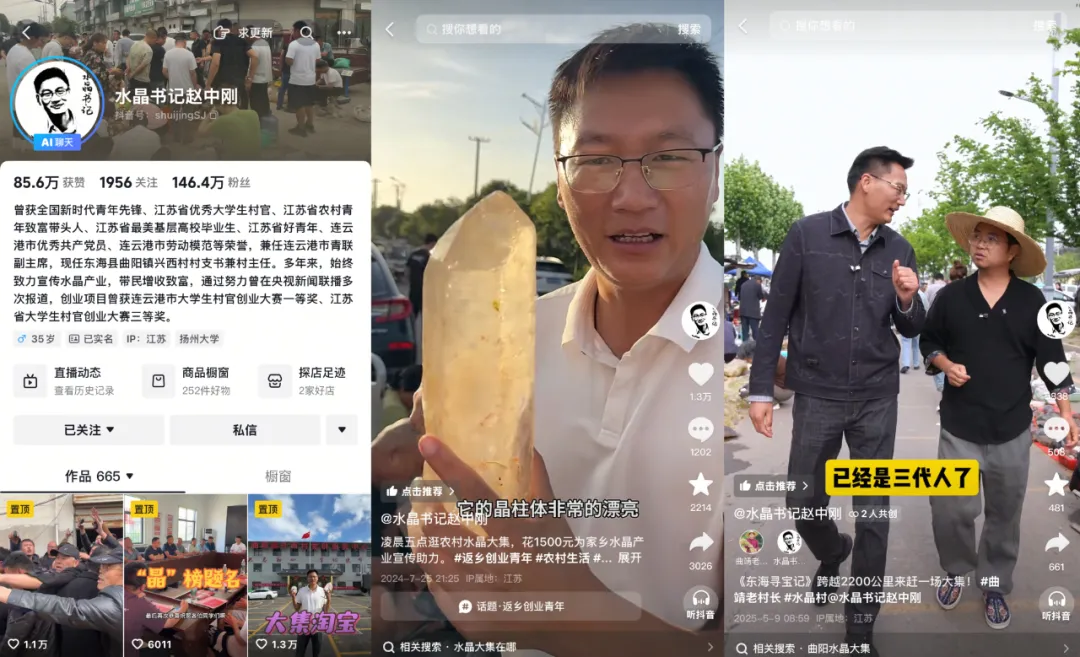 求更新
水晶书记
AI聊天
水晶书记赵中刚
抖音号：shuijingSJ
85.6万 获赞 1956 关注 146.4万 粉丝
曾获全国新时代青年先锋、江苏省优秀大学生村官、江苏省农村青
年致富带头人、江苏省最美基层高校毕业生、江苏省好青年、连云
港市优秀共产党员、连云港市劳动模范等荣誉，兼任连云港市青联
副主席，现任东海县曲阳镇兴西村村支书兼村主任。多年来，始终
致力宣传水晶产业，带民增收致富，通过努力曾在央视新闻联播多
次报道，创业项目曾获连云港市大学生村官创业大赛一等奖、江苏
省大学生村官创业大赛三等奖。
35岁 已实名 IP：江苏 扬州大学
直播动态
查看历史记录
商品橱窗
252件好物
探店足迹
2家好店
已关注
私信
作品 665
橱窗
置顶
1.1万
置顶
"晶"榜题名
6011
置顶
大集淘宝
1.3万
搜你想看的
搜索
1.3万
1202
2214
3026
听抖音
点击推荐
它的晶柱体非常的漂亮
@水晶书记赵中刚
凌晨五点逛农村水晶大集，花1500元为家乡水晶产
业宣传助力。 #返乡创业青年 #农村生活 #... 展开
2024-7-25 21:25 IP属地：江苏
话题·返乡创业青年
相关搜索 · 水晶大集在哪
搜你想看的
搜索
508
481
661
听抖音
已经是三代人了
点击推荐
@水晶书记赵中刚 2人共创
曲靖老... 水晶书...
《东海寻宝记》跨越2200公里来赶一场大集！ #曲
靖老村长 #水晶村@水晶书记赵中刚
2025-5-9 08:59 IP属地：江苏
相关搜索 · 曲阳水晶大集